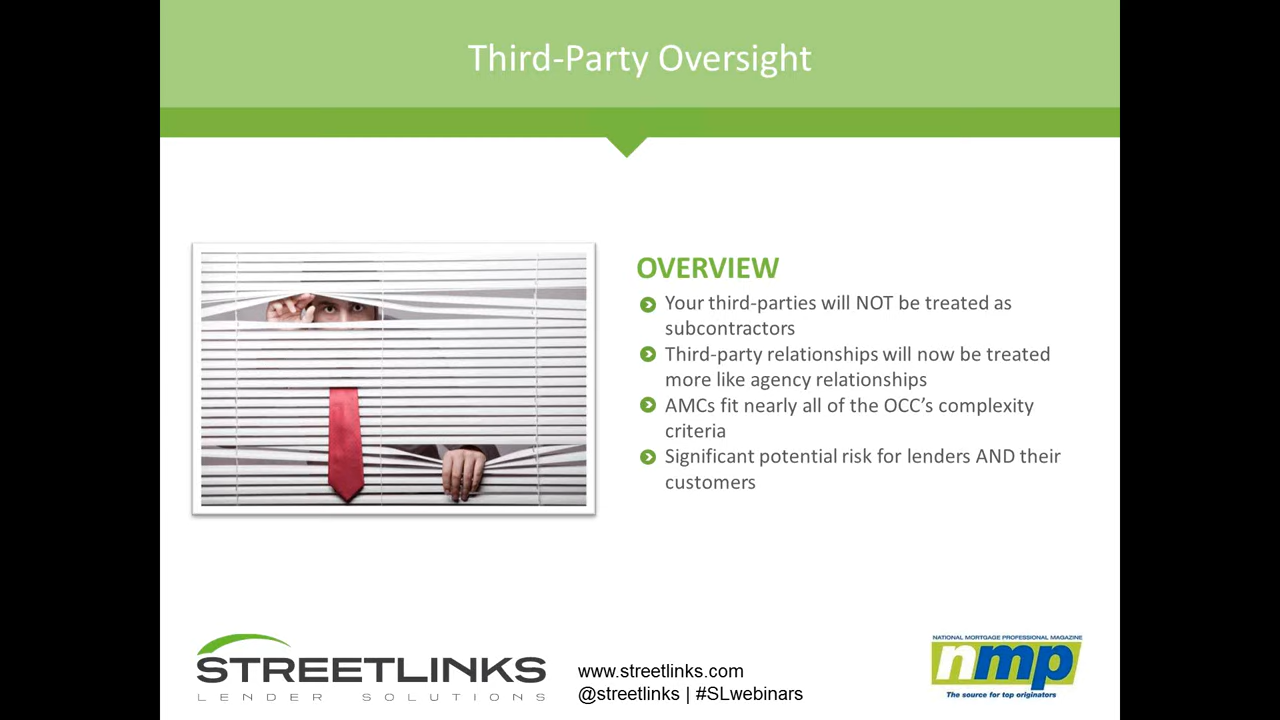 Third-Party Oversight
OVERVIEW
Your third-parties will NOT be treated as
subcontractors
Third-party relationships will now be treated
more like agency relationships
AMCs fit nearly all of the OCC’s complexity
criteria
Significant potential risk for lenders AND their
customers
STREETLINKS
LENDER SOLUTIONS
www.streetlinks.com
@streetlinks | #SLwebinars
NATIONAL MORTGAGE PROFESSIONAL MAGAZINE
nmp
The source for top originators